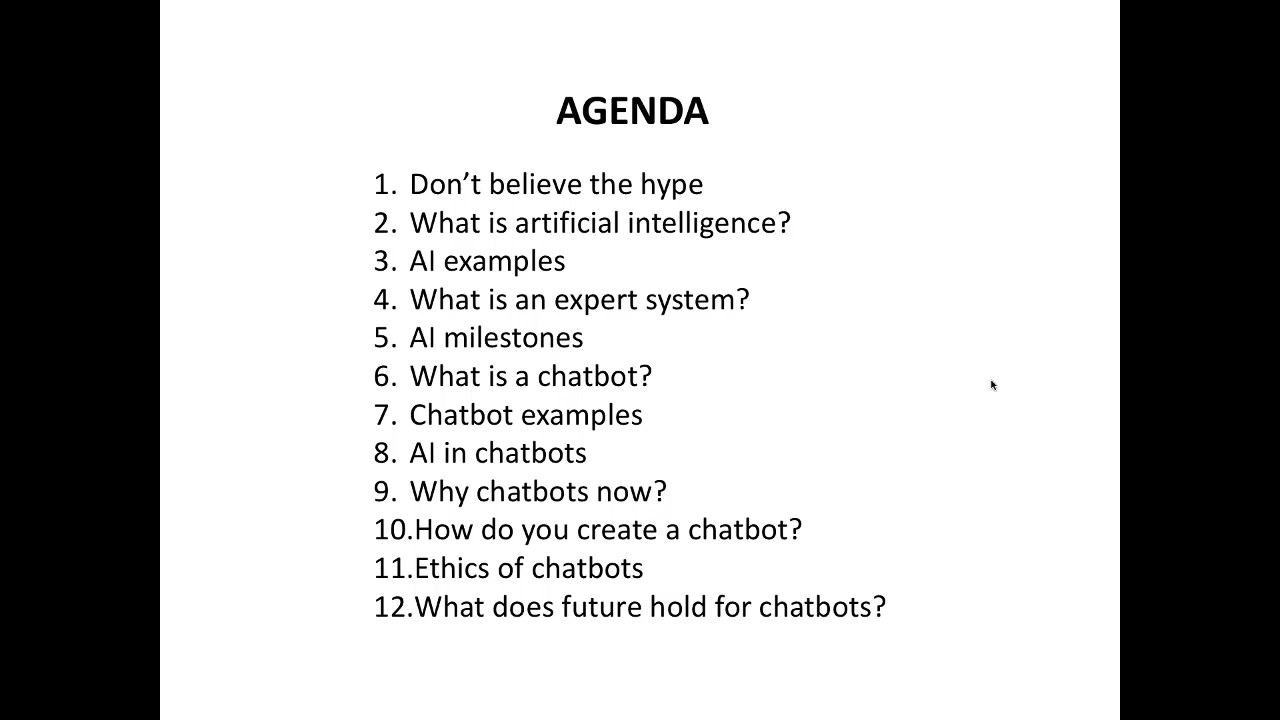 AGENDA
1. Don’t believe the hype
2. What is artificial intelligence?
3. AI examples
4. What is an expert system?
5. AI milestones
6. What is a chatbot?
7. Chatbot examples
8. AI in chatbots
9. Why chatbots now?
10.How do you create a chatbot?
11.Ethics of chatbots
12.What does future hold for chatbots?